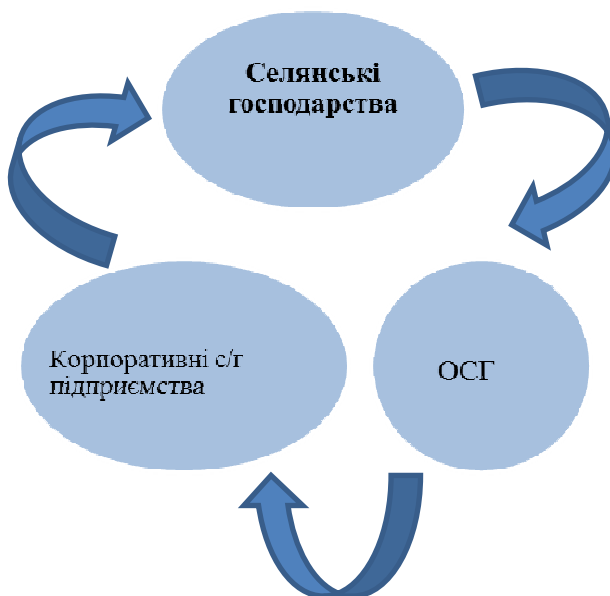 Селянські
господарства
Корпоративні с/г
підприємства
ОСГ